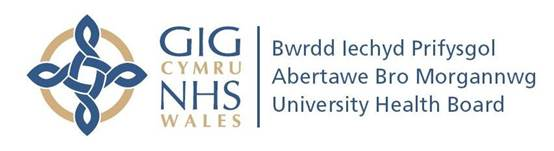 GIG
CYMRU
NHS
WALES
Bwrdd Iechyd Prifysgol
Abertawe Bro Morgannwg
University Health Board